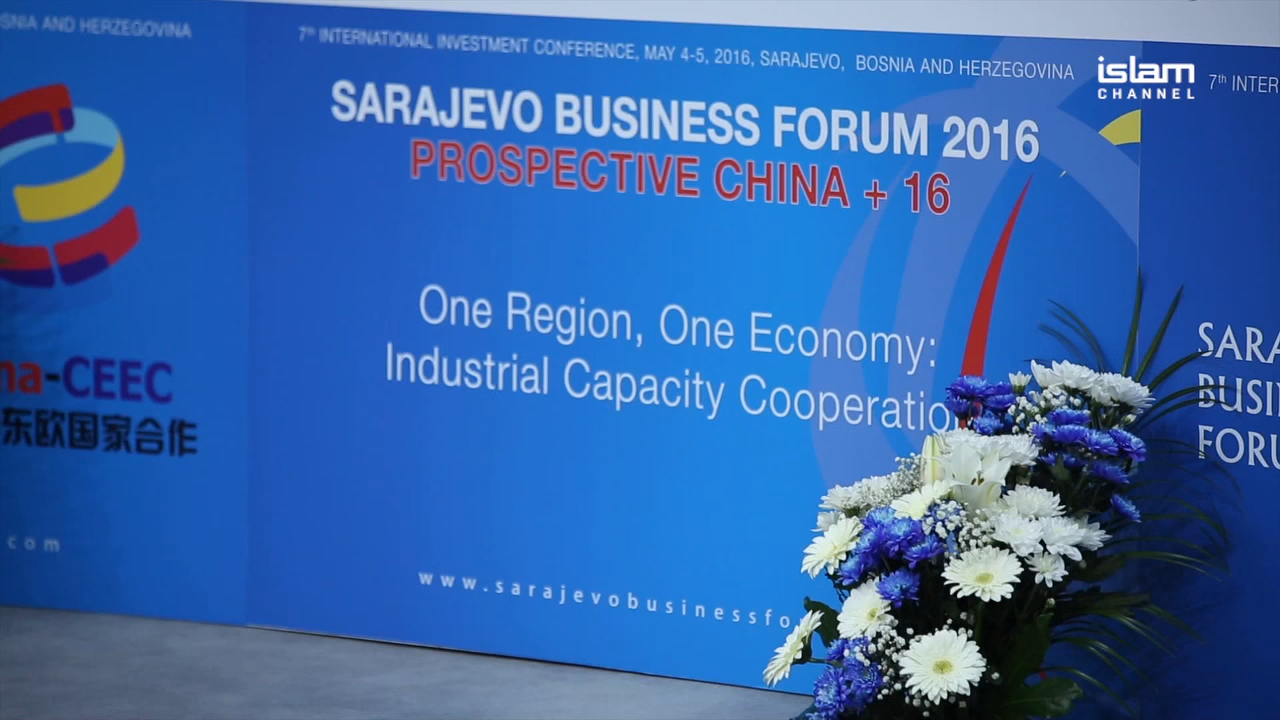 SNIA AND HERZEGOVINA
na-CEEC
东欧国家合作
com
7th INTERNATIONAL INVESTMENT CONFERENCE, MAY 4-5, 2016, SARAJEVO, BOSNIA AND HERZEGOVINA
SARAJEVO BUSINESS FORUM 2016
PROSPECTIVE CHINA + 16
One Region, One Economy:
Industrial Capacity Cooperatio
www.sarajevobusinessfo
islam
CHANNEL
7th INTER
SARA
BUSI
FORU